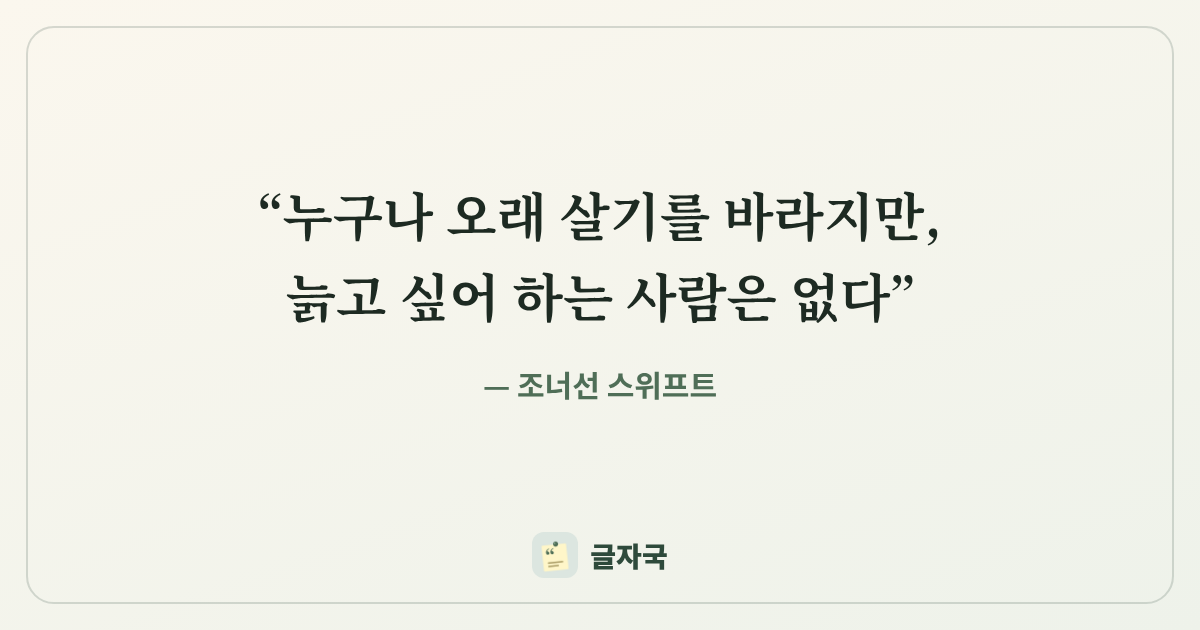 “누구나 오래 살기를 바라지만,
늙고 싶어 하는 사람은 없다”
— 조너선 스위프트
글자국